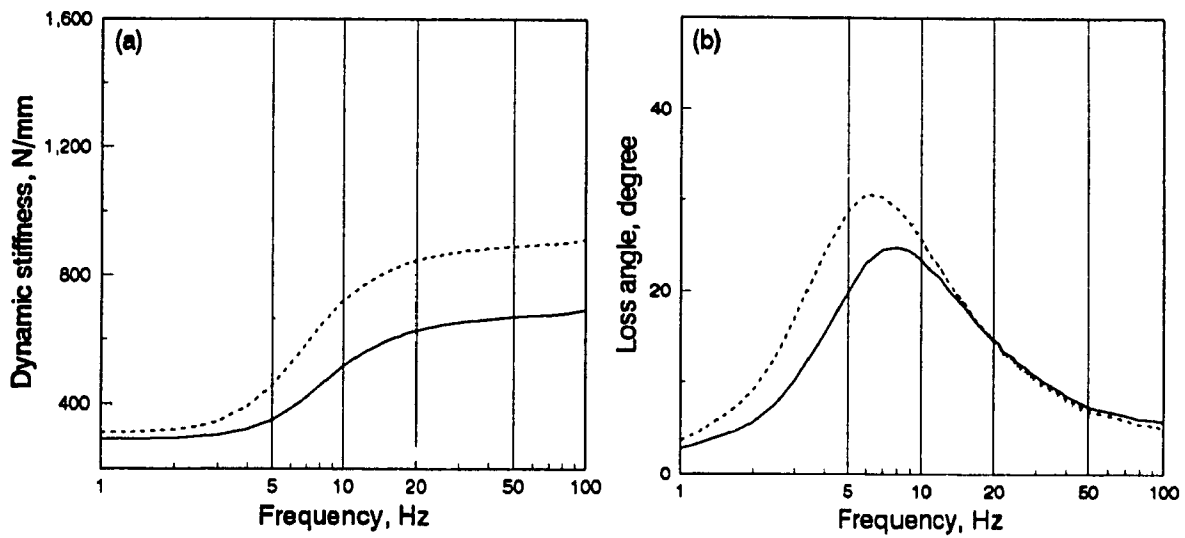 (a)
Dynamic stiffness, N/mm
1,600
1,200
800
400
1 5 10 20 50 100
Frequency, Hz
(b)
Loss angle, degree
40
20
0
1 5 10 20 50 100
Frequency, Hz